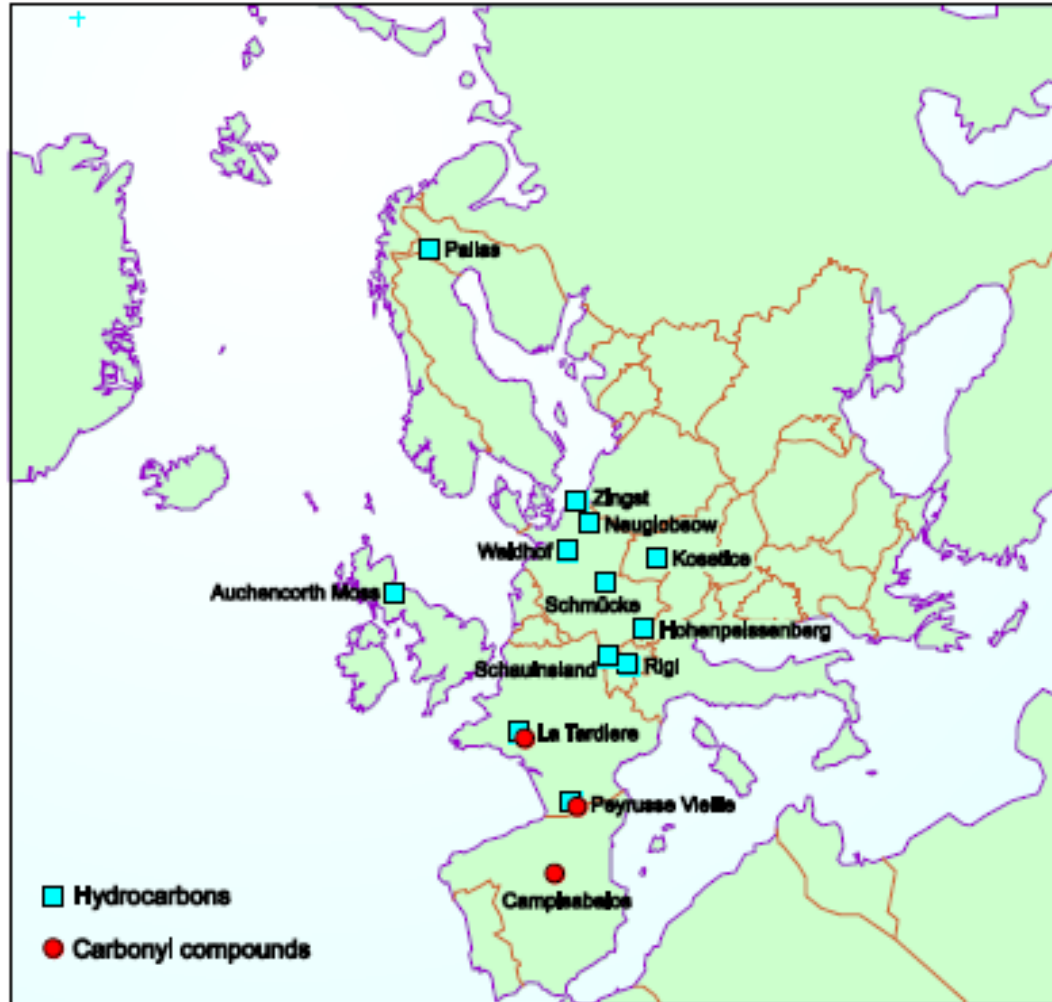 Pallas
Zingst
Neuglobsow
Waldhof
Kosetice
Auchencorth Moss
Schmücke
Hohenpeissenberg
Schauinsland
Rigi
La Tardiere
Peyrusse Vieille
Campisabalos
Hydrocarbons
Carbonyl compounds